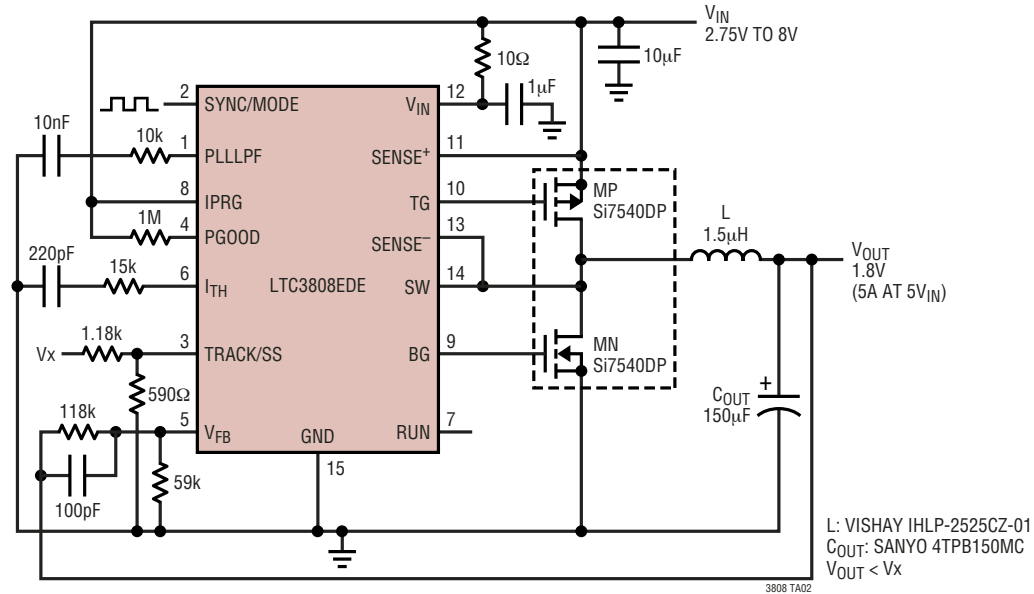 VIN
2.75V TO 8V
10Ω
10µF
1µF
2
SYNC/MODE
VIN
12
10nF
10k
1
PLLLPF
SENSE+
11
8
IPRG
TG
10
MP
Si7540DP
1M
4
PGOOD
SENSE–
13
L
1.5µH
220pF
15k
6
ITH
LTC3808EDE
SW
14
VOUT
1.8V
(5A AT 5VIN)
1.18k
Vx
3
TRACK/SS
BG
9
MN
Si7540DP
590Ω
118k
5
VFB
GND
RUN
7
15
+
COUT
150µF
59k
100pF
L: VISHAY IHLP-2525CZ-01
COUT: SANYO 4TPB150MC
VOUT < Vx
3808 TA02